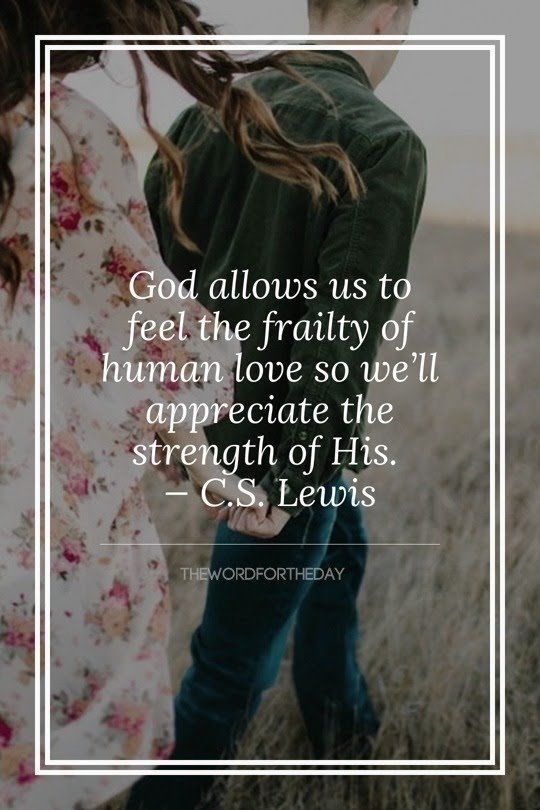 God allows us to
feel the frailty of
human love so we’ll
appreciate the
strength of His.
– C.S. Lewis
THEWORDFORTHEDAY